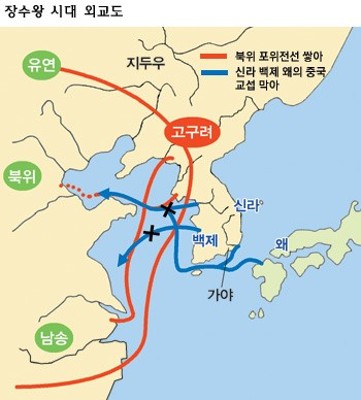 장수왕 시대 외교도
유연
지두우
북위 포위전선 쌓아
신라 백제 왜의 중국
교섭 막아
고구려
북위
신라
백제
왜
가야
남송